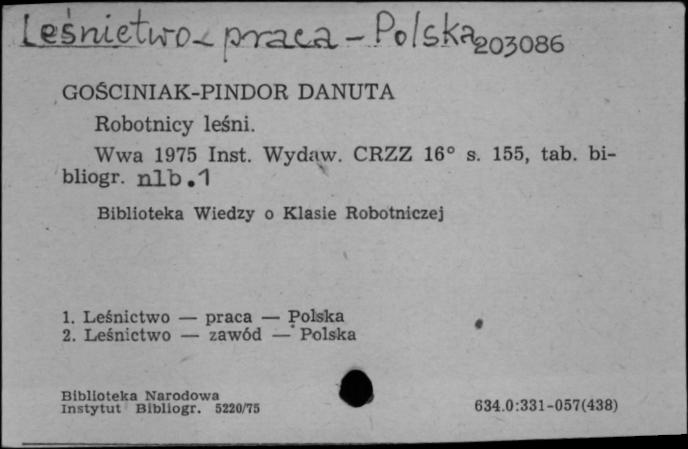 Leśnictwo - praca - Polska 203086
GOŚCINIAK-PINDOR DANUTA
Robotnicy leśni.
Wwa 1975 Inst. Wydaw. CRZZ 16° s. 155, tab. bi-
bliogr. nlb.1
Biblioteka Wiedzy o Klasie Robotniczej
1. Leśnictwo — praca — Polska
2. Leśnictwo — zawód — Polska
Biblioteka Narodowa
Instytut Bibliogr. 5220/75
634.0:331-057(438)